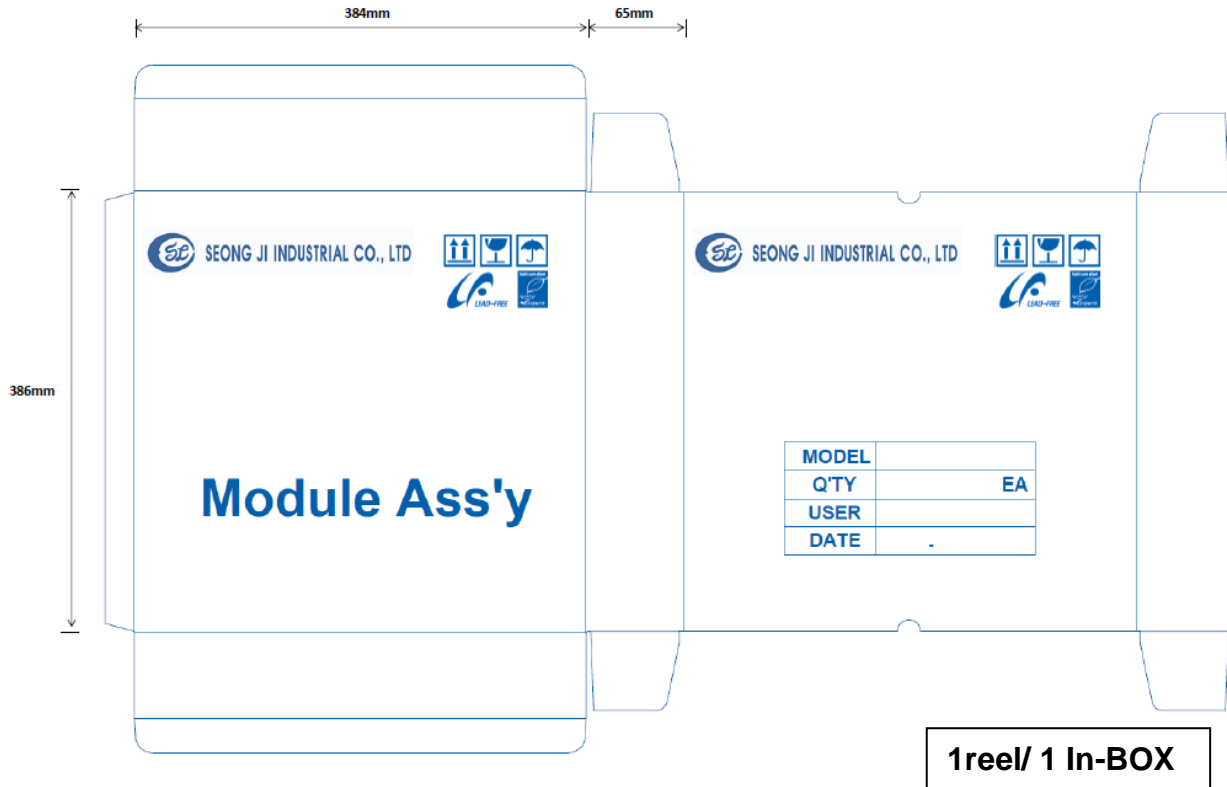 384mm
65mm
SEONG JI INDUSTRIAL CO., LTD
LEAD-FREE
SEONG JI INDUSTRIAL CO., LTD
LEAD-FREE
386mm
Module Ass'y
MODEL
Q'TY EA
USER
DATE .
1reel/ 1 In-BOX